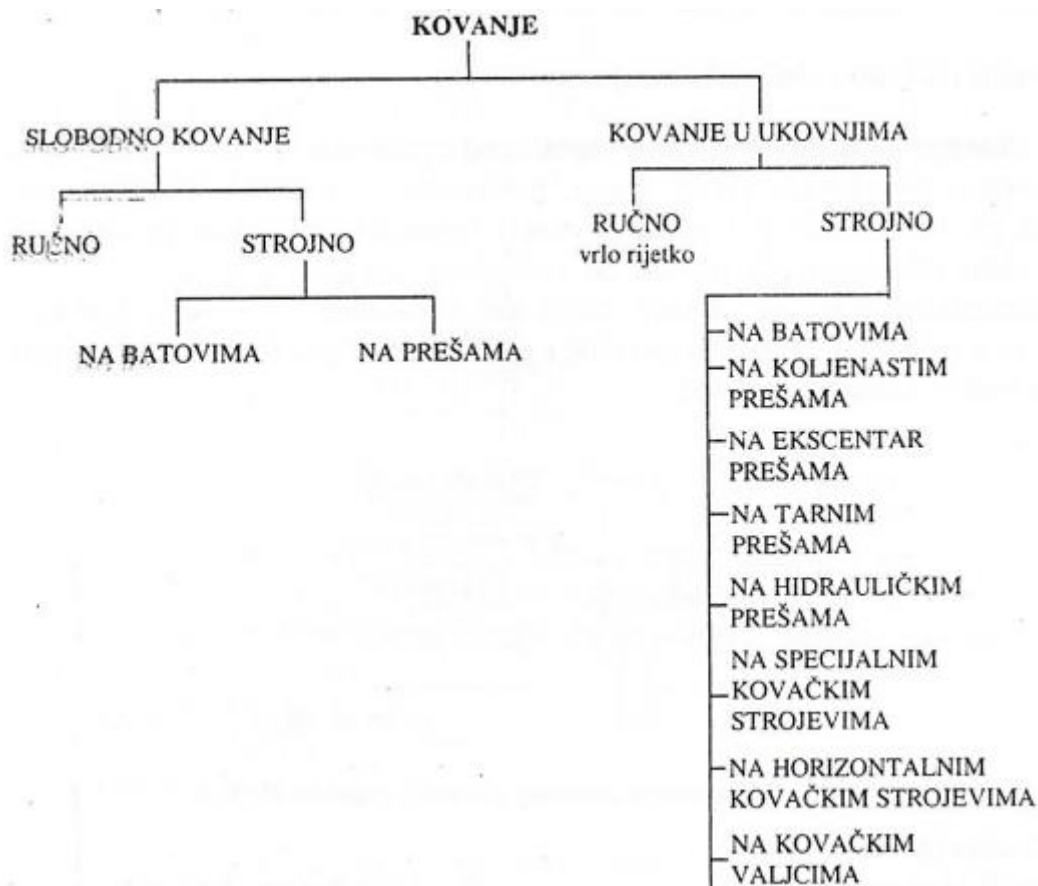 KOVANJE
SLOBODNO KOVANJE
KOVANJE U UKOVNJIMA
RUČNO
STROJNO
RUČNO
vrlo rijetko
STROJNO
NA BATOVIMA
NA PREŠAMA
NA BATOVIMA
NA KOLJENASTIM
PREŠAMA
NA EKSCENTAR
PREŠAMA
NA TARNIM
PREŠAMA
NA HIDRAULIČKIM
PREŠAMA
NA SPECIJALNIM
KOVAČKIM
STROJEVIMA
NA HORIZONTALNIM
KOVAČKIM STROJEVIMA
NA KOVAČKIM
VALJCIMA